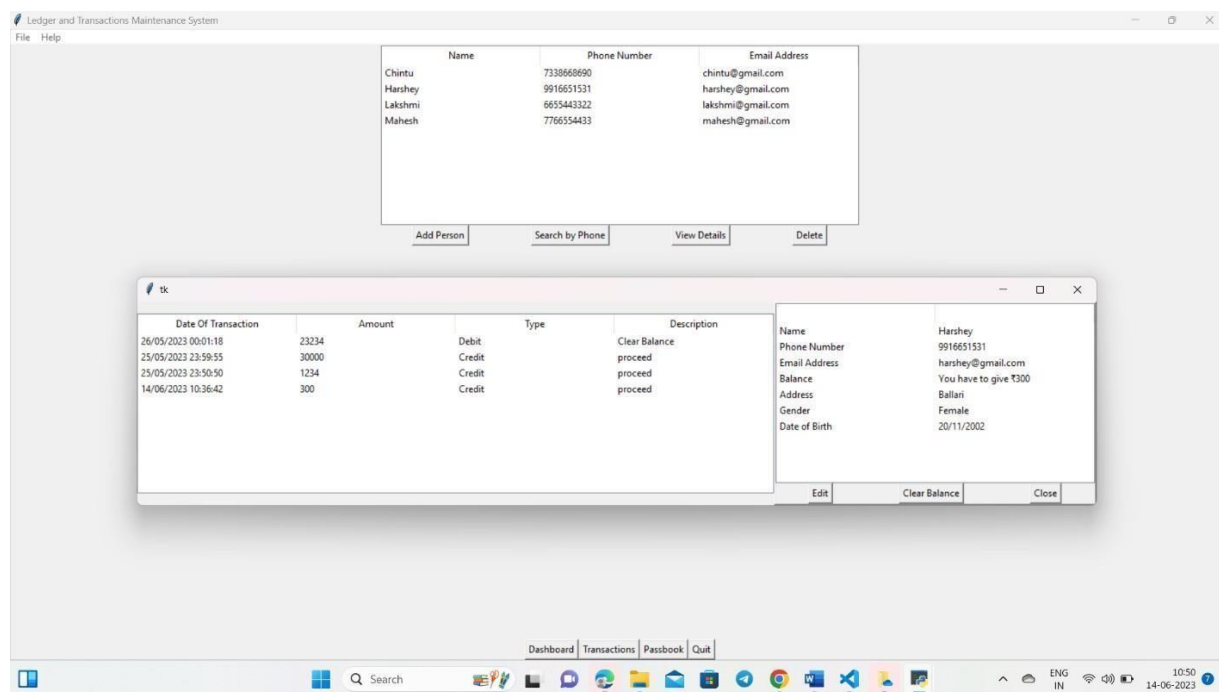 Ledger and Transactions Maintenance System
File Help
Name Phone Number Email Address
Chintu 7338668690 chintu@gmail.com
Harshey 9916651531 harshey@gmail.com
Lakshmi 6655443322 lakshmi@gmail.com
Mahesh 7766554433 mahesh@gmail.com
Add Person Search by Phone View Details Delete
tk
Date Of Transaction Amount Type Description
26/05/2023 00:01:18 23234 Debit Clear Balance
25/05/2023 23:59:55 30000 Credit proceed
25/05/2023 23:50:50 1234 Credit proceed
14/06/2023 10:36:42 300 Credit proceed
Name Harshey
Phone Number 9916651531
Email Address harshey@gmail.com
Balance You have to give ₹300
Address Ballari
Gender Female
Date of Birth 20/11/2002
Edit Clear Balance Close
Dashboard Transactions Passbook Quit
Search
ENG
IN
10:50
14-06-2023
7